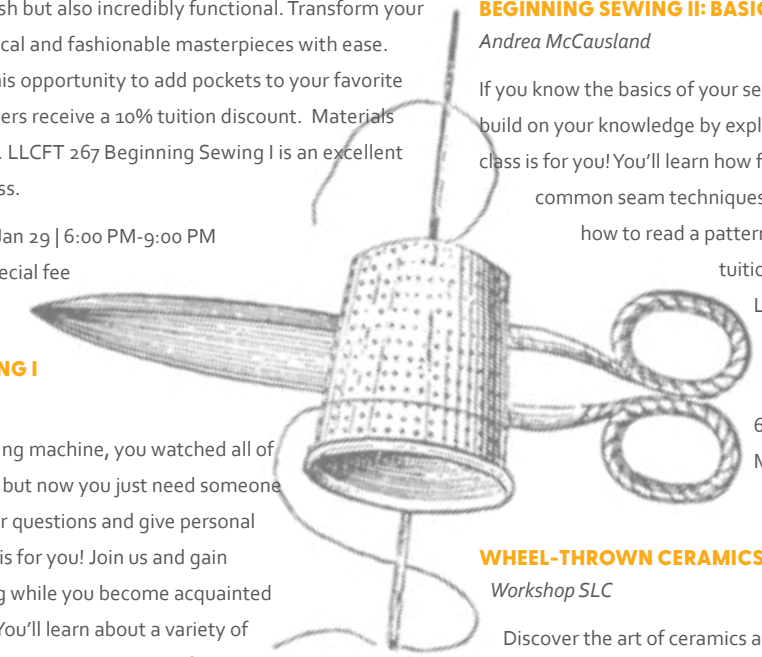 sh but also incredibly functional. Transform your
cal and fashionable masterpieces with ease.
is opportunity to add pockets to your favorite
ers receive a 10% tuition discount.  Materials
. LLCFT 267 Beginning Sewing I is an excellent
ss.
Jan 29 | 6:00 PM-9:00 PM
ecial fee
NG I
ng machine, you watched all of
but now you just need someone
r questions and give personal
is for you! Join us and gain
g while you become acquainted
You'll learn about a variety of
BEGINNING SEWING II: BASIC
Andrea McCausland
If you know the basics of your se
build on your knowledge by expl
class is for you! You'll learn how f
common seam techniques
how to read a pattern
tuitio
L
6
M
WHEEL-THROWN CERAMICS
Workshop SLC
Discover the art of ceramics a